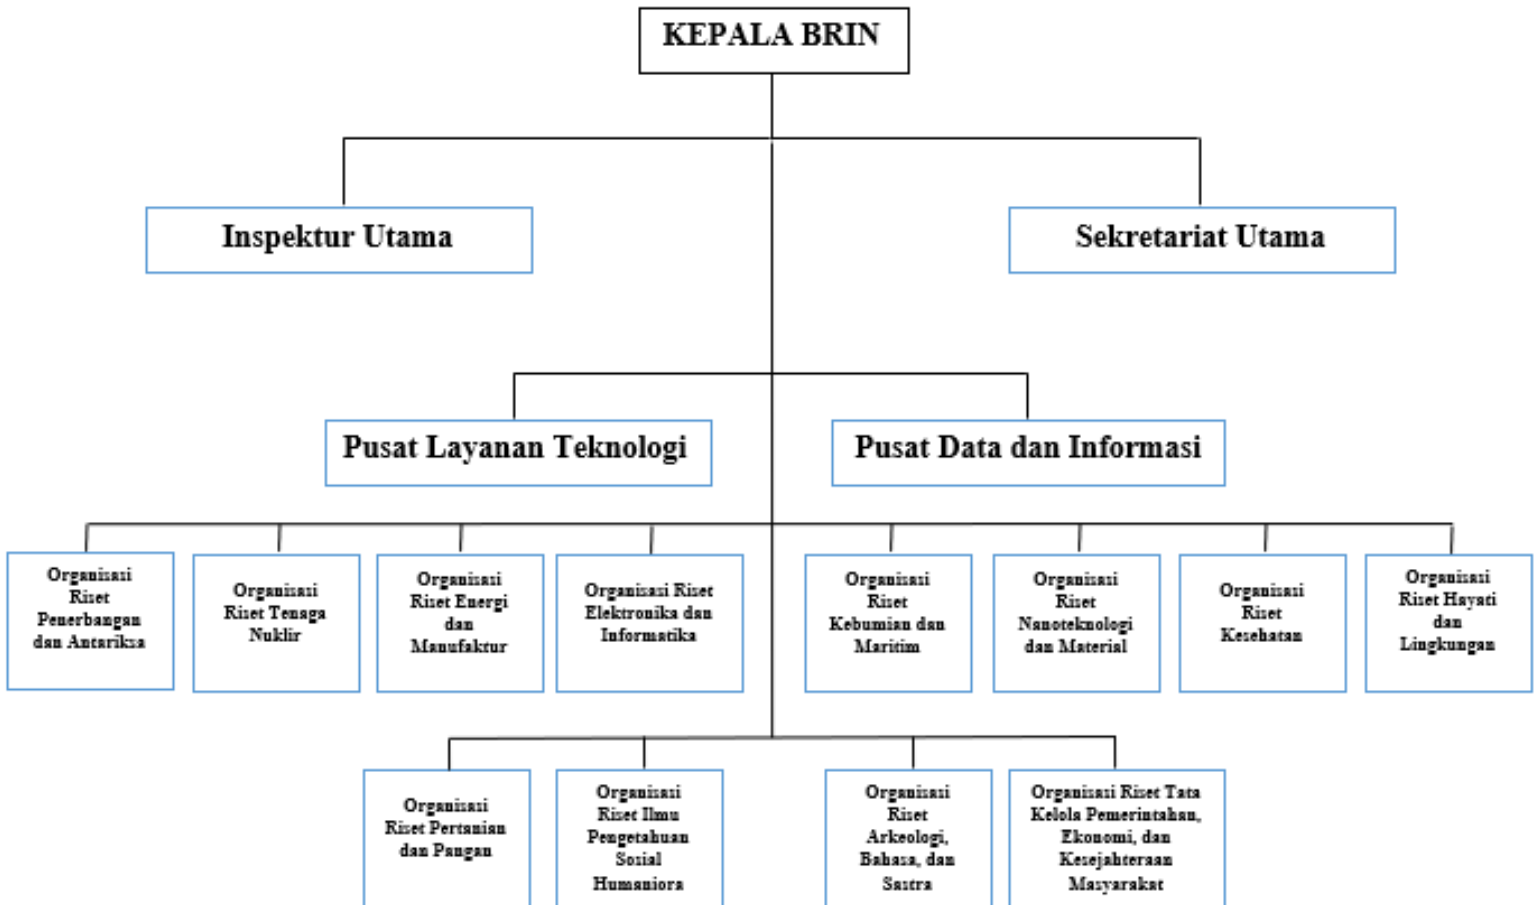 KEPALA BRIN
Inspektur Utama
Sekretariat Utama
Pusat Layanan Teknologi
Pusat Data dan Informasi
Organisasi
Riset
Penerbangan
dan Antariksa
Organisasi
Riset Tenaga
Nuklir
Organisasi
Riset Energi
dan
Manufaktur
Organisasi Riset
Elektronika dan
Informatika
Organisasi
Riset
Kebumian dan
Maritim
Organisasi
Riset
Nanoteknologi
dan Material
Organisasi
Riset
Kesehatan
Organisasi
Riset Hayati
dan
Lingkungan
Organisasi
Riset Pertanian
dan Pangan
Organisasi
Riset Ilmu
Pengetahuan
Sosial
Humaniora
Organisasi
Riset
Arkeologi,
Bahasa, dan
Sastra
Organisasi Riset Tata
Kelola Pemerintahan,
Ekonomi, dan
Kesejahteraan
Masyarakat